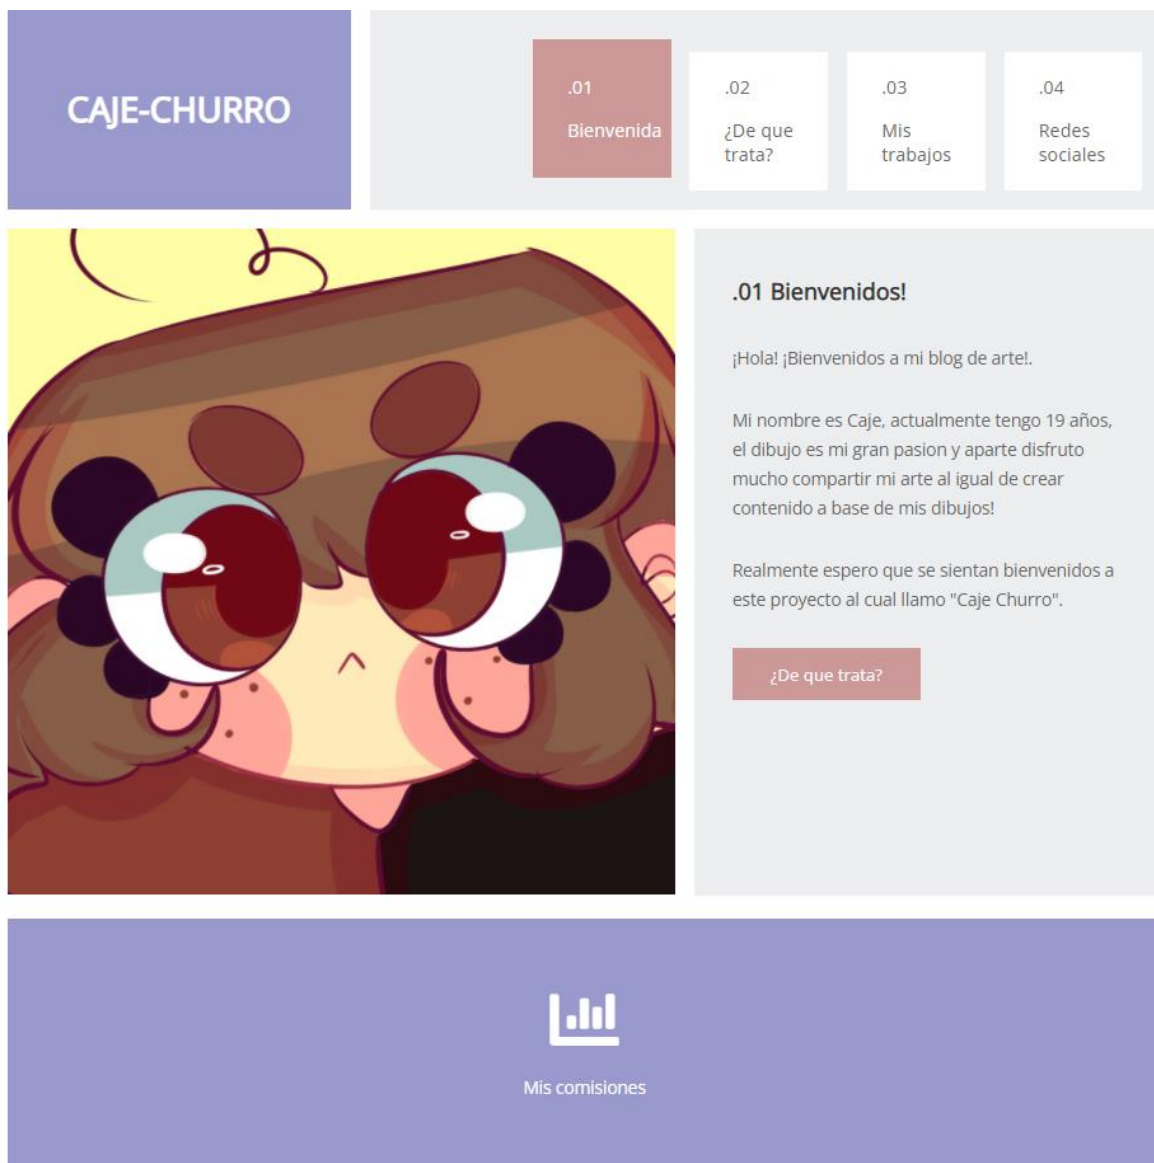 CAJE-CHURRO
.01
Bienvenida
.02
¿De que
trata?
.03
Mis
trabajos
.04
Redes
sociales
.01 Bienvenidos!
¡Hola! ¡Bienvenidos a mi blog de arte!.
Mi nombre es Caje, actualmente tengo 19 años,
el dibujo es mi gran pasion y aparte disfruto
mucho compartir mi arte al igual de crear
contenido a base de mis dibujos!
Realmente espero que se sientan bienvenidos a
este proyecto al cual llamo "Caje Churro".
¿De que trata?
Mis comisiones